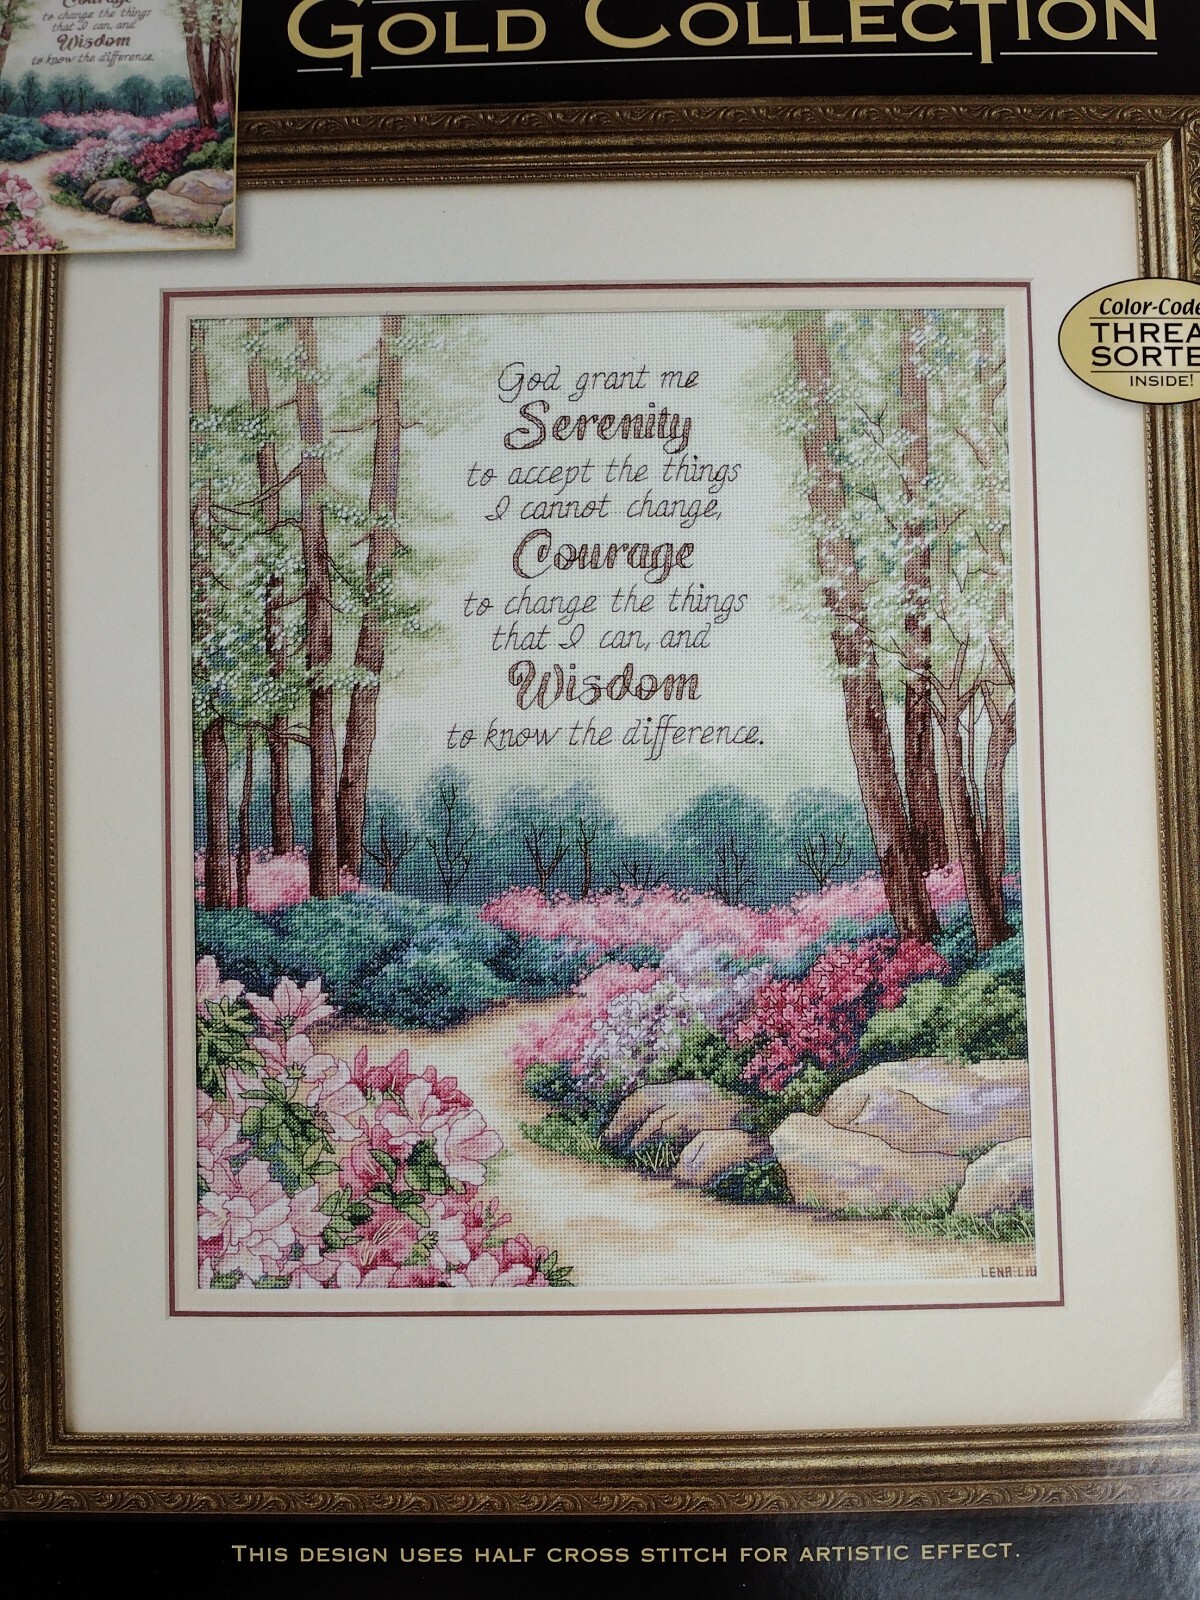 Courage
to change the things
that I can, and
Wisdom
to know the difference.
GOLD COLLECTION
Color-Code
THREA
SORTE
INSIDE!
God grant me
Serenity
to accept the things
I cannot change,
Courage
to change the things
that I can, and
Wisdom
to know the difference.
LENA LIU
THIS DESIGN USES HALF CROSS STITCH FOR ARTISTIC EFFECT.